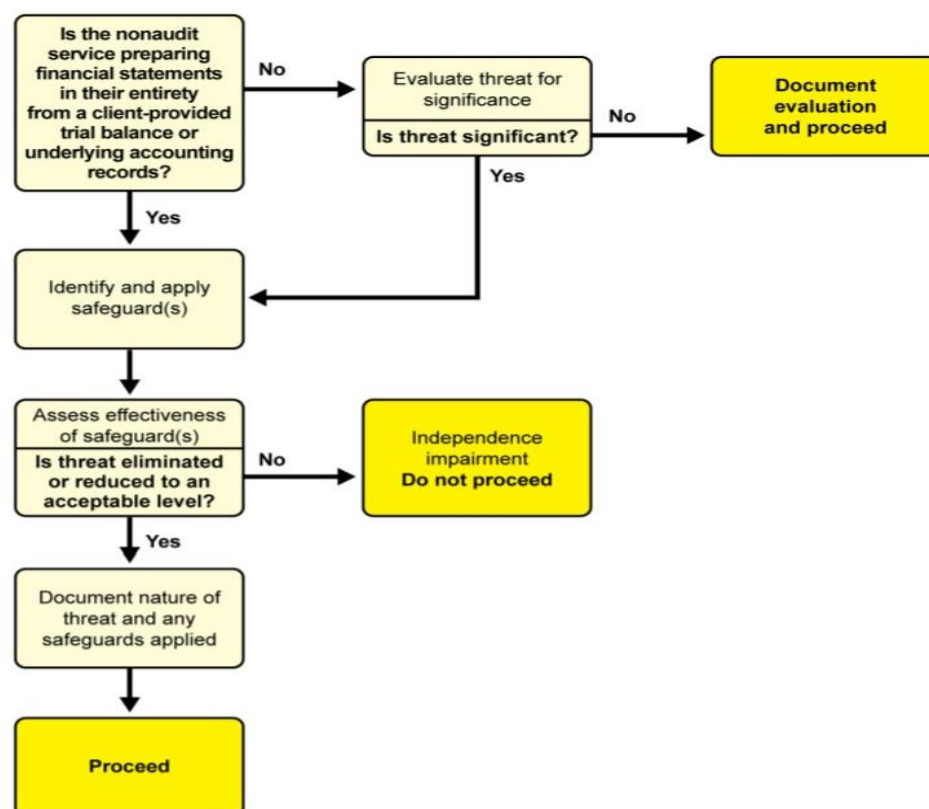 Is the nonaudit
service preparing
financial statements
in their entirety
from a client-provided
trial balance or
underlying accounting
records?
No
Evaluate threat for
significance
Is threat significant?
No
Document
evaluation
and proceed
Yes
Yes
Identify and apply
safeguard(s)
Assess effectiveness
of safeguard(s)
Is threat eliminated
or reduced to an
acceptable level?
No
Independence
impairment
Do not proceed
Yes
Document nature of
threat and any
safeguards applied
Proceed